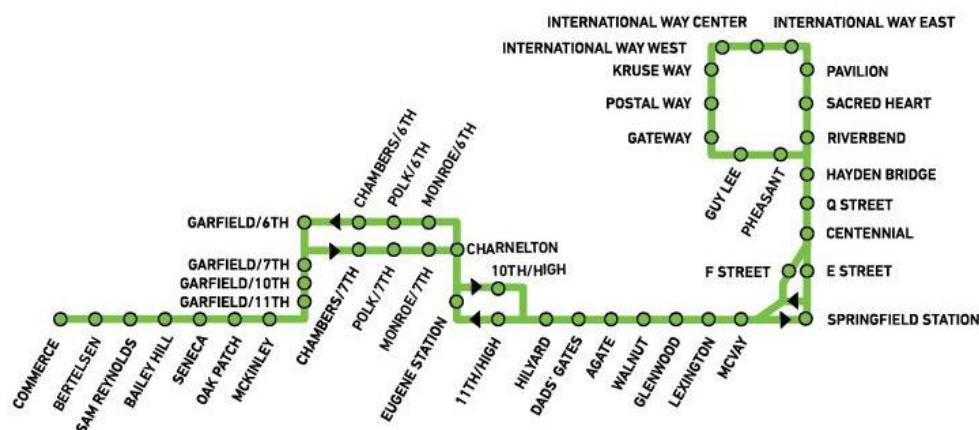 INTERNATIONAL WAY CENTER
INTERNATIONAL WAY EAST
INTERNATIONAL WAY WEST
KRUSE WAY
PAVILION
POSTAL WAY
SACRED HEART
GATEWAY
RIVERBEND
GUY LEE
PHEASANT
HAYDEN BRIDGE
Q STREET
CENTENNIAL
F STREET
E STREET
SPRINGFIELD STATION
CHAMBERS/6TH
POLK/6TH
MONROE/6TH
GARFIELD/6TH
CHARNELTON
GARFIELD/7TH
10TH/HIGH
GARFIELD/10TH
GARFIELD/11TH
CHAMBERS/7TH
POLK/7TH
MONROE/7TH
EUGENE STATION
COMMERCE
BERTELSEN
SAM REYNOLDS
BAILEY HILL
SENECA
OAK PATCH
MCKINLEY
11TH/HIGH
HILYARD
DADS' GATES
AGATE
WALNUT
GLENWOOD
LEXINGTON
MCVAY